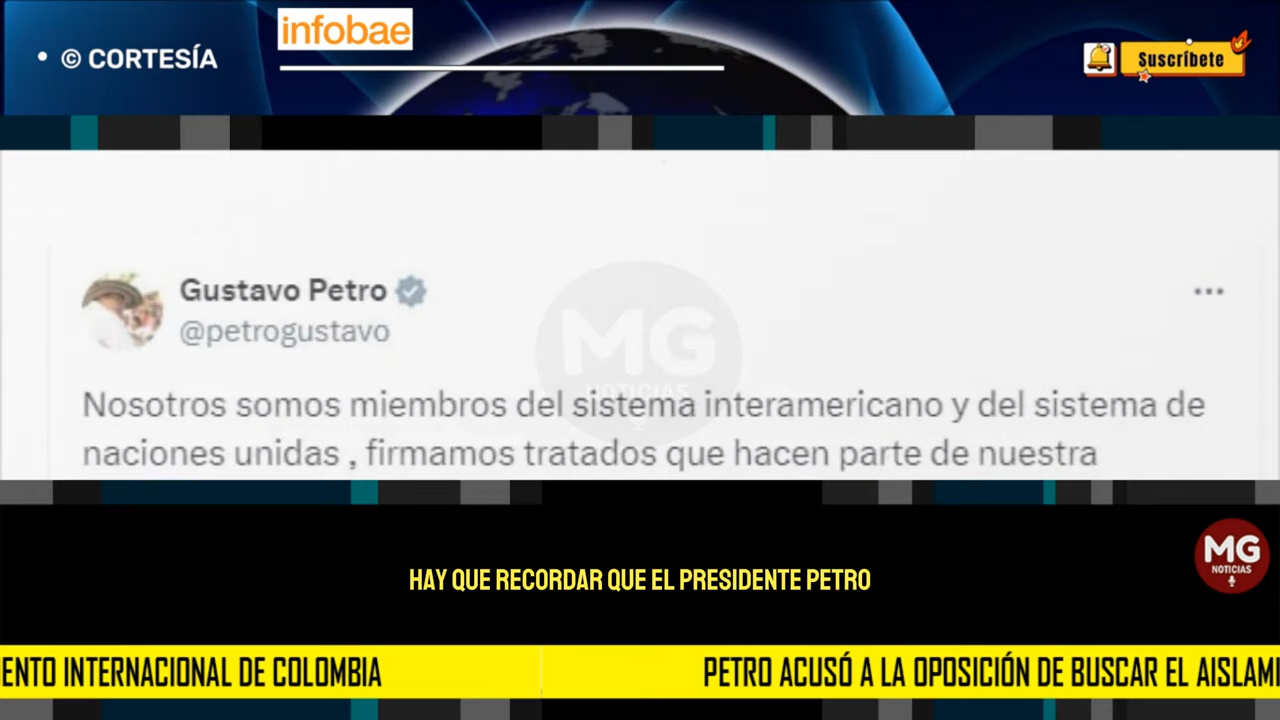 infobae
• © CORTESÍA
Suscríbete
Gustavo Petro
@petrogustavo
MG
NOTICIAS
Nosotros somos miembros del sistema interamericano y del sistema de
naciones unidas , firmamos tratados que hacen parte de nuestra
MG
NOTICIAS
HAY QUE RECORDAR QUE EL PRESIDENTE PETRO
ENTO INTERNACIONAL DE COLOMBIA
PETRO ACUSÓ A LA OPOSICIÓN DE BUSCAR EL AISLAMI